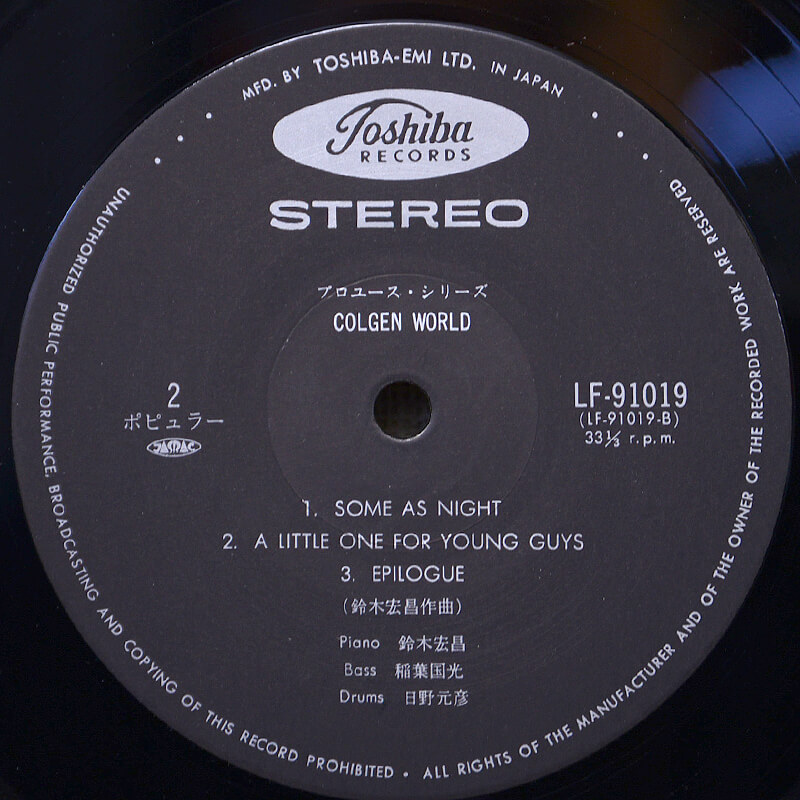 MFD. BY TOSHIBA-EMI LTD. IN JAPAN
Toshiba
RECORDS
STEREO
プロユース・シリーズ
COLGEN WORLD
2
ポピュラー
JASRAC
LF-91019
(LF-91019-B)
33⅓ r.p.m.
1. SOME AS NIGHT
2. A LITTLE ONE FOR YOUNG GUYS
3. EPILOGUE
(鈴木宏昌作曲)
Piano 鈴木宏昌
Bass 稲葉国光
Drums 日野元彦
UNAUTHORIZED PUBLIC PERFORMANCE, BROADCASTING AND COPYING OF THIS RECORD PROHIBITED • ALL RIGHTS OF THE MANUFACTURER AND OF THE OWNER OF THE RECORDED WORK ARE RESERVED